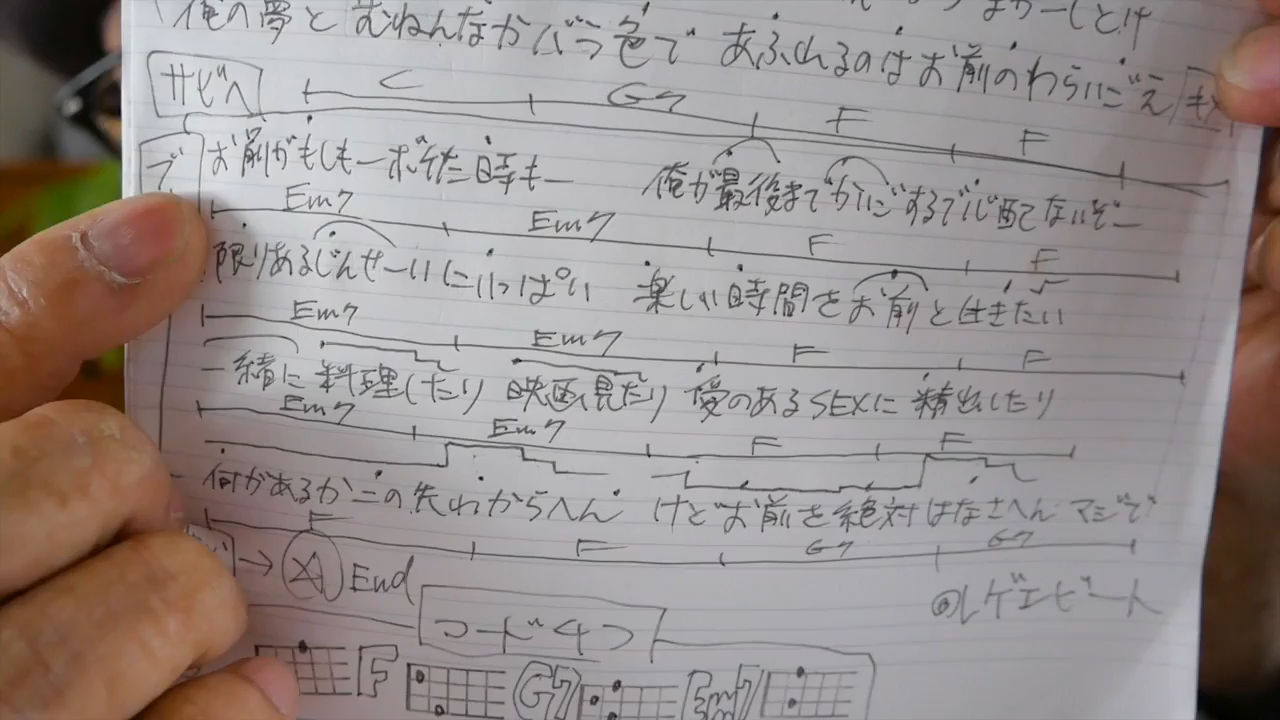 俺の夢と むねんなかバラ色で あふれるのはお前のわらいごえ
サビへ C G7 F F
お前がもしもーボケた時もー 俺が最後までかいごするで心配でないぞー
Em7 Em7 F F
限りあるじんせーいにいっぱい 楽しい時間をお前と生きたい
Em7 Em7 F F
一緒に料理したり 映画見たり 愛のあるSEXに精出したり
Em7 Em7 F F
何があるかこの先わからへん けどお前を絶対はなさへん マジで
F F G7 G7
→ End
◎レゲエビート
コード4つ
F G7 Em7